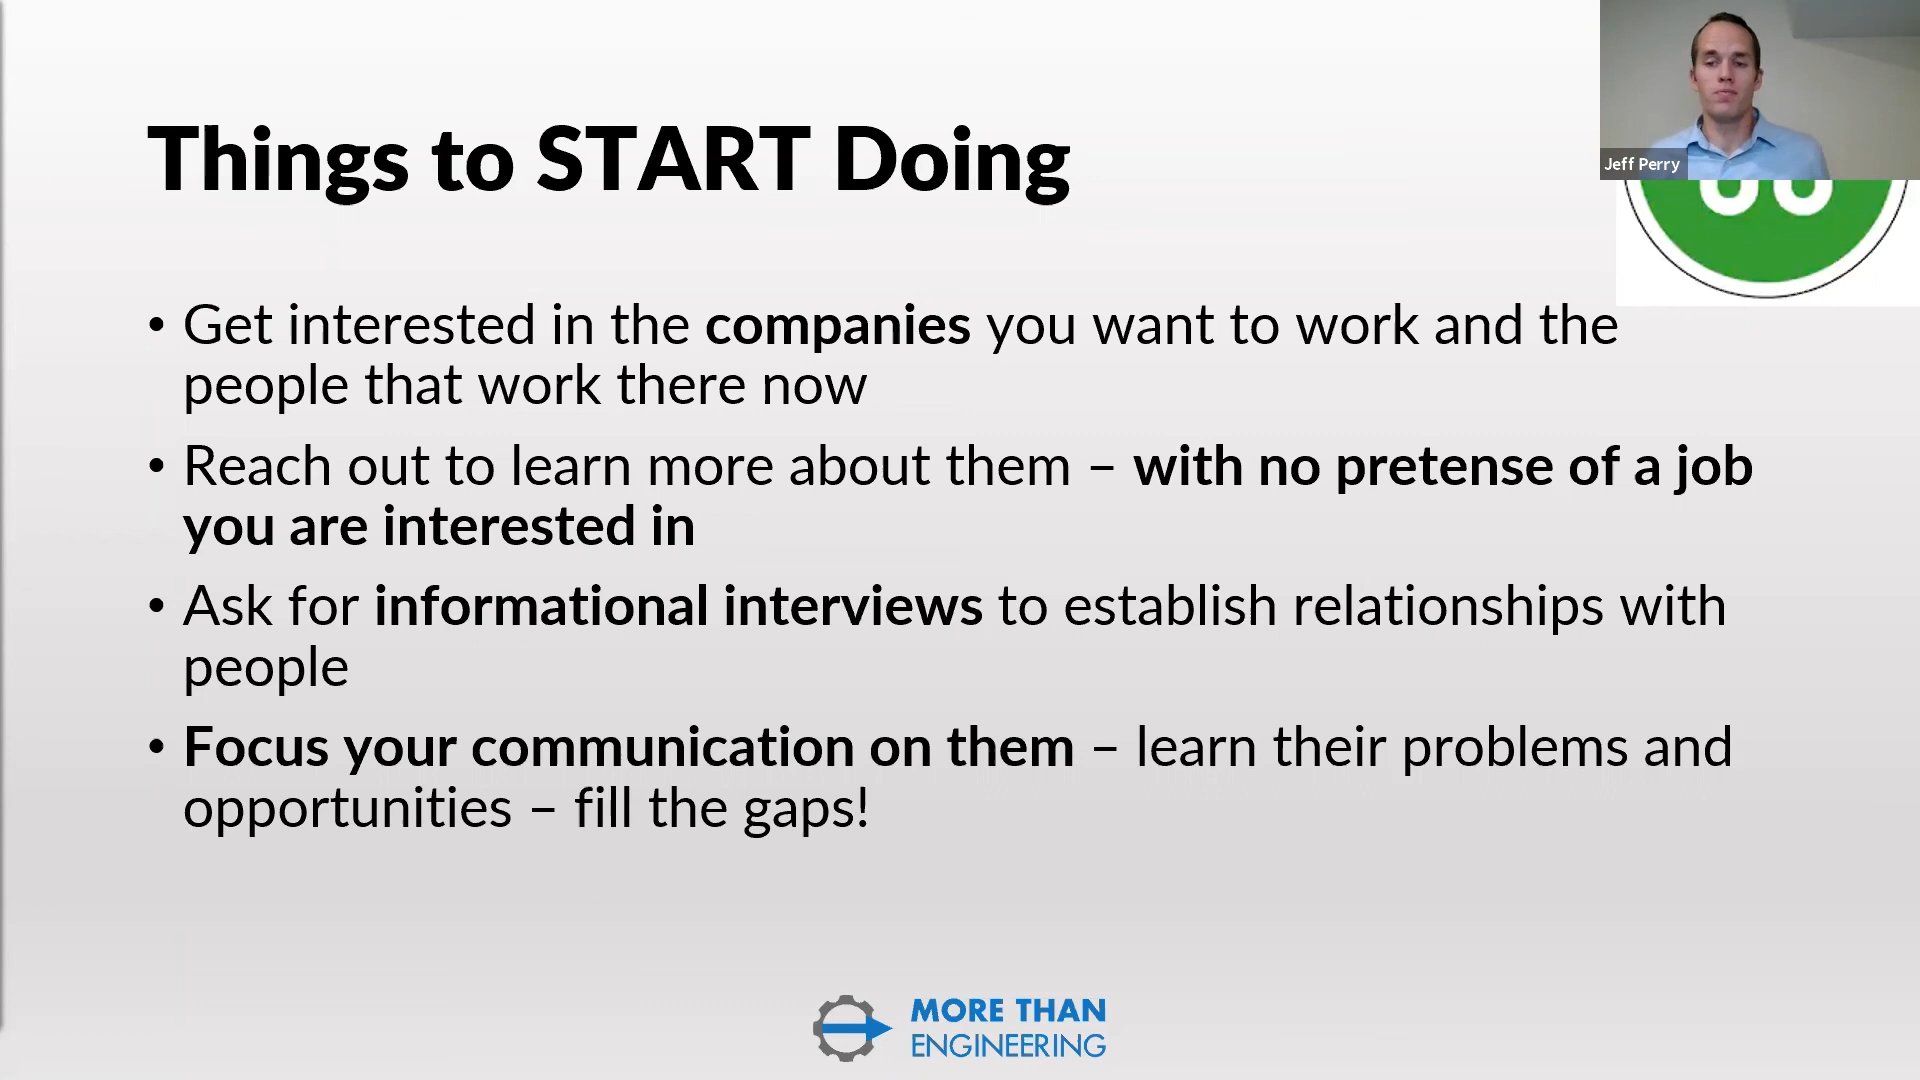 Things to START Doing
Jeff Perry
• Get interested in the companies you want to work and the
people that work there now
• Reach out to learn more about them – with no pretense of a job
you are interested in
• Ask for informational interviews to establish relationships with
people
• Focus your communication on them – learn their problems and
opportunities – fill the gaps!
MORE THAN
ENGINEERING